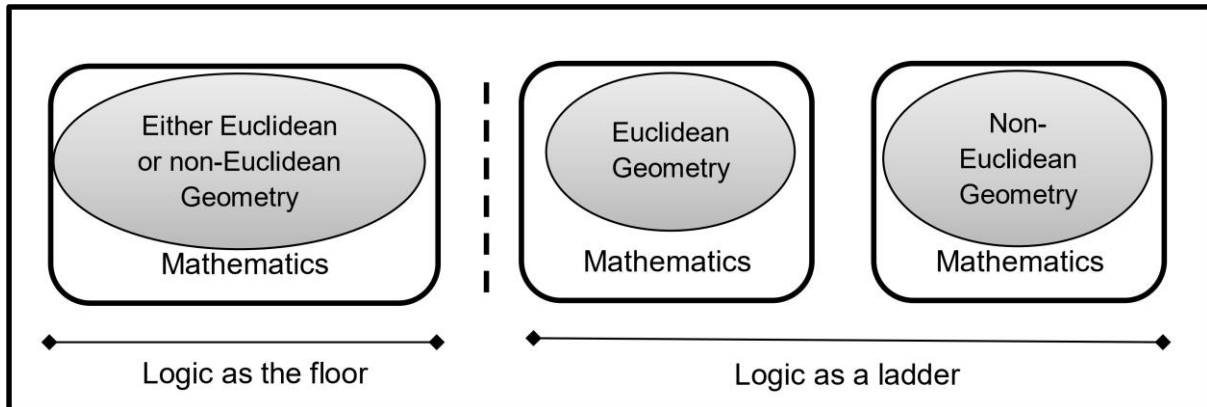 Either Euclidean
or non-Euclidean
Geometry
Mathematics
Euclidean
Geometry
Mathematics
Non-
Euclidean
Geometry
Mathematics
Logic as the floor
Logic as a ladder